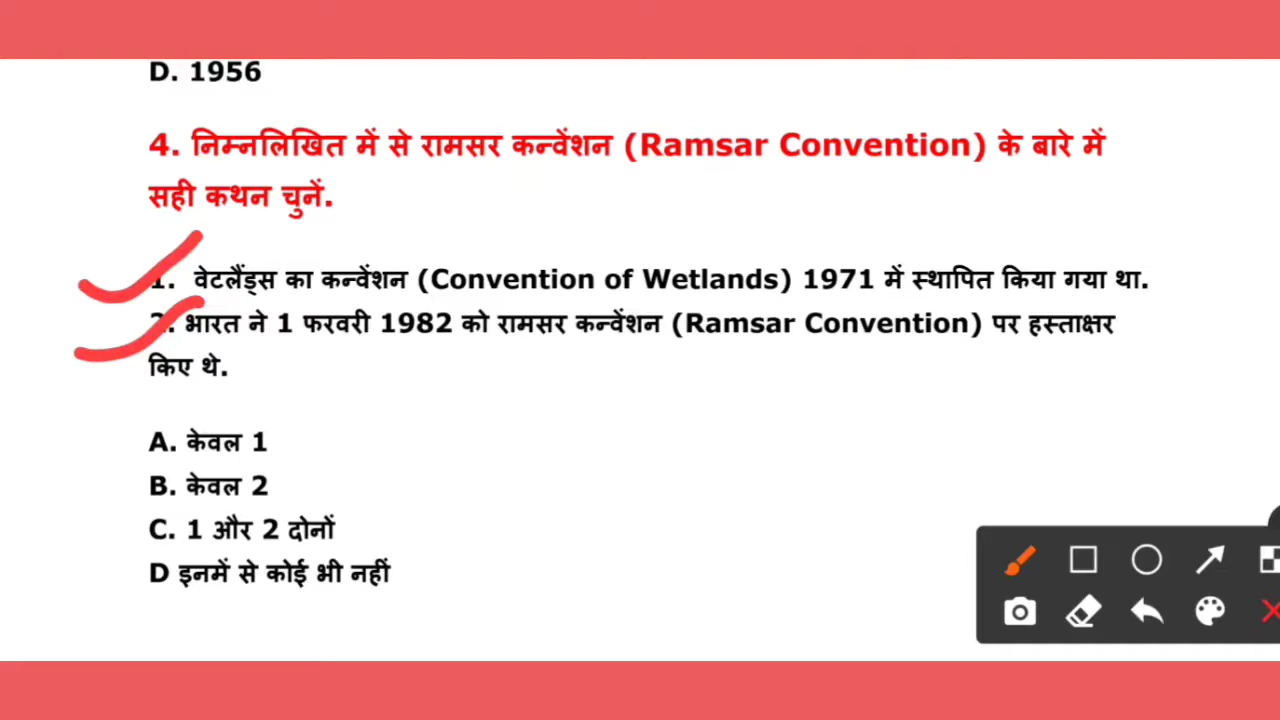 D. 1956
4. निम्नलिखित में से रामसर कन्वेंशन (Ramsar Convention) के बारे में
सही कथन चुनें.
1. वेटलैंड्स का कन्वेंशन (Convention of Wetlands) 1971 में स्थापित किया गया था.
2. भारत ने 1 फरवरी 1982 को रामसर कन्वेंशन (Ramsar Convention) पर हस्ताक्षर
किए थे.
A. केवल 1
B. केवल 2
C. 1 और 2 दोनों
D इनमें से कोई भी नहीं